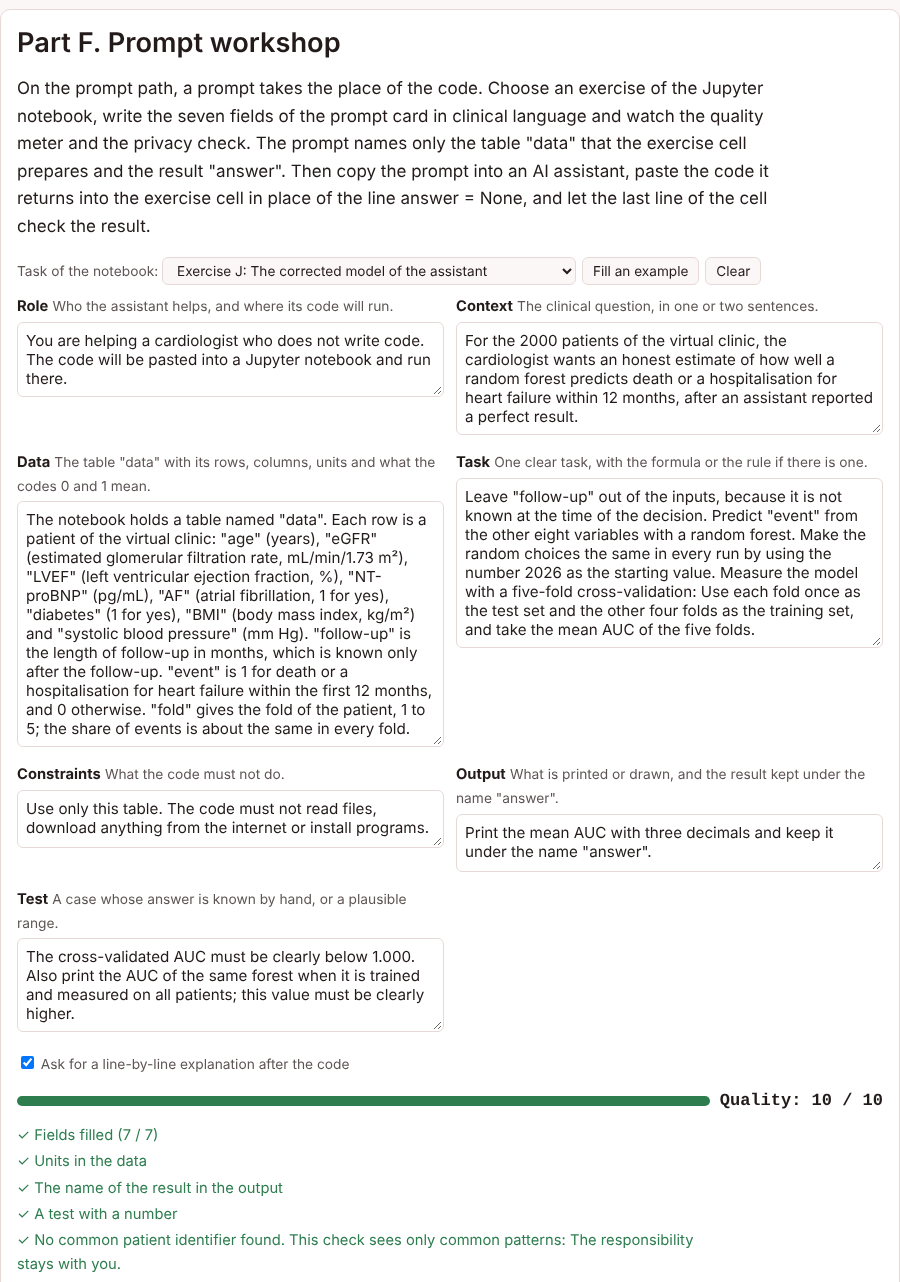 Part F. Prompt workshop
On the prompt path, a prompt takes the place of the code. Choose an exercise of the Jupyter
notebook, write the seven fields of the prompt card in clinical language and watch the quality
meter and the privacy check. The prompt names only the table "data" that the exercise cell
prepares and the result "answer". Then copy the prompt into an AI assistant, paste the code it
returns into the exercise cell in place of the line answer = None, and let the last line of the cell
check the result.
Task of the notebook: Exercise J: The corrected model of the assistant Fill an example Clear
Role Who the assistant helps, and where its code will run.
You are helping a cardiologist who does not write code.
The code will be pasted into a Jupyter notebook and run
there.
Context The clinical question, in one or two sentences.
For the 2000 patients of the virtual clinic, the
cardiologist wants an honest estimate of how well a
random forest predicts death or a hospitalisation for
heart failure within 12 months, after an assistant reported
a perfect result.
Data The table "data" with its rows, columns, units and what the
codes 0 and 1 mean.
The notebook holds a table named "data". Each row is a
patient of the virtual clinic: "age" (years), "eGFR"
(estimated glomerular filtration rate, mL/min/1.73 m²),
"LVEF" (left ventricular ejection fraction, %), "NT-
proBNP" (pg/mL), "AF" (atrial fibrillation, 1 for yes),
"diabetes" (1 for yes), "BMI" (body mass index, kg/m²)
and "systolic blood pressure" (mm Hg). "follow-up" is
the length of follow-up in months, which is known only
after the follow-up. "event" is 1 for death or a
hospitalisation for heart failure within the first 12 months,
and 0 otherwise. "fold" gives the fold of the patient, 1 to
5; the share of events is about the same in every fold.
Task One clear task, with the formula or the rule if there is one.
Leave "follow-up" out of the inputs, because it is not
known at the time of the decision. Predict "event" from
the other eight variables with a random forest. Make the
random choices the same in every run by using the
number 2026 as the starting value. Measure the model
with a five-fold cross-validation: Use each fold once as
the test set and the other four folds as the training set,
and take the mean AUC of the five folds.
Constraints What the code must not do.
Use only this table. The code must not read files,
download anything from the internet or install programs.
Output What is printed or drawn, and the result kept under the
name "answer".
Print the mean AUC with three decimals and keep it
under the name "answer".
Test A case whose answer is known by hand, or a plausible
range.
The cross-validated AUC must be clearly below 1.000.
Also print the AUC of the same forest when it is trained
and measured on all patients; this value must be clearly
higher.
Ask for a line-by-line explanation after the code
Quality: 10 / 10
✓ Fields filled (7 / 7)
✓ Units in the data
✓ The name of the result in the output
✓ A test with a number
✓ No common patient identifier found. This check sees only common patterns: The responsibility
stays with you.